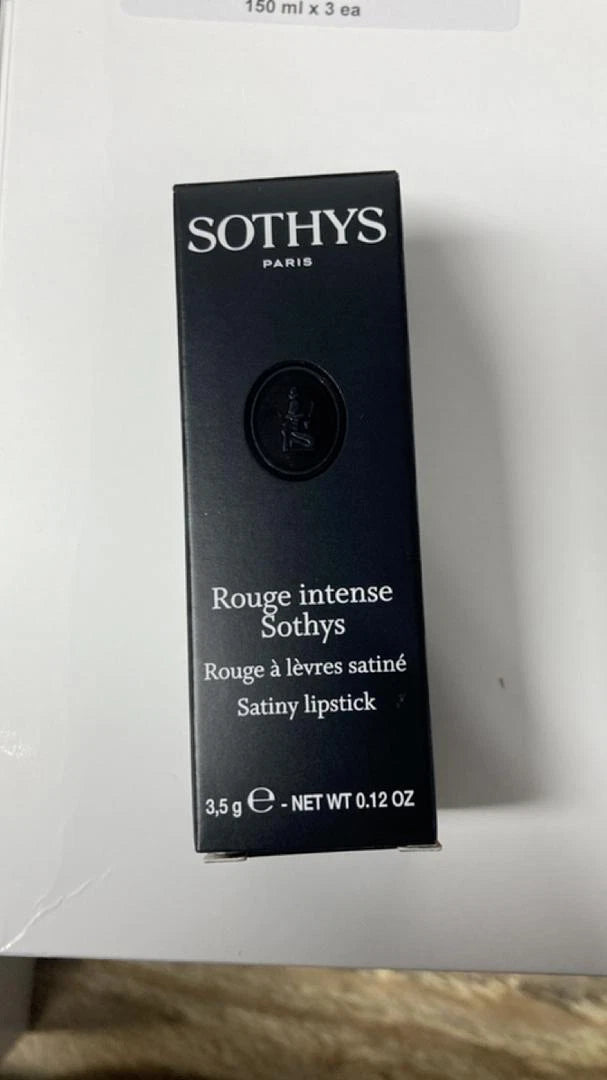 150 ml x 3 ea
SOTHYS
PARIS
Rouge intense
Sothys
Rouge à lèvres satiné
Satiny lipstick
3,5 g ℮ - NET WT 0.12 OZ